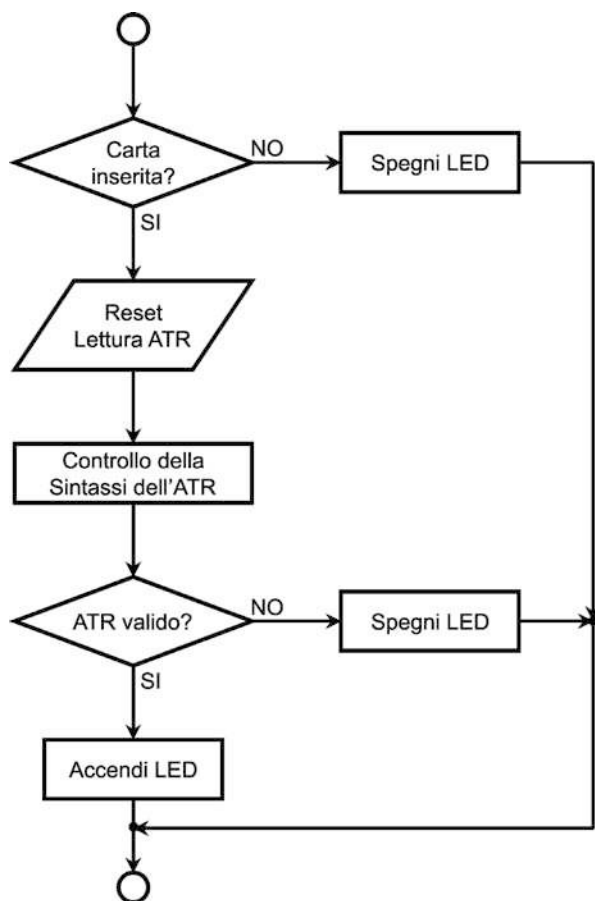 Carta
inserita?
NO
Spegni LED
SI
Reset
Lettura ATR
Controllo della
Sintassi dell'ATR
ATR valido?
NO
Spegni LED
SI
Accendi LED